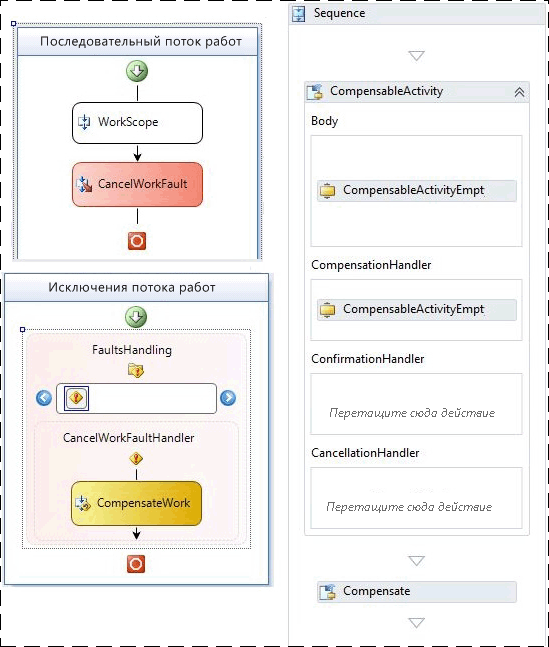 Последовательный поток работ
WorkScope
CancelWorkFault
Исключения потока работ
FaultsHandling
CancelWorkFaultHandler
CompensateWork
Sequence
CompensableActivity
Body
CompensableActivityEmpt
CompensationHandler
CompensableActivityEmpt
ConfirmationHandler
Перетащите сюда действие
CancellationHandler
Перетащите сюда действие
Compensate